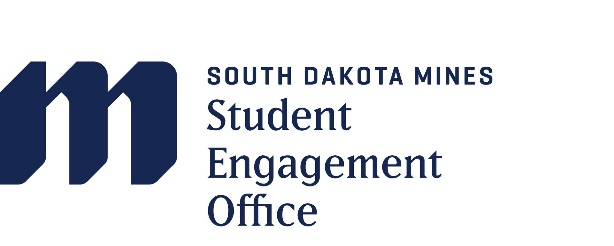 SOUTH DAKOTA MINES
Student
Engagement
Office